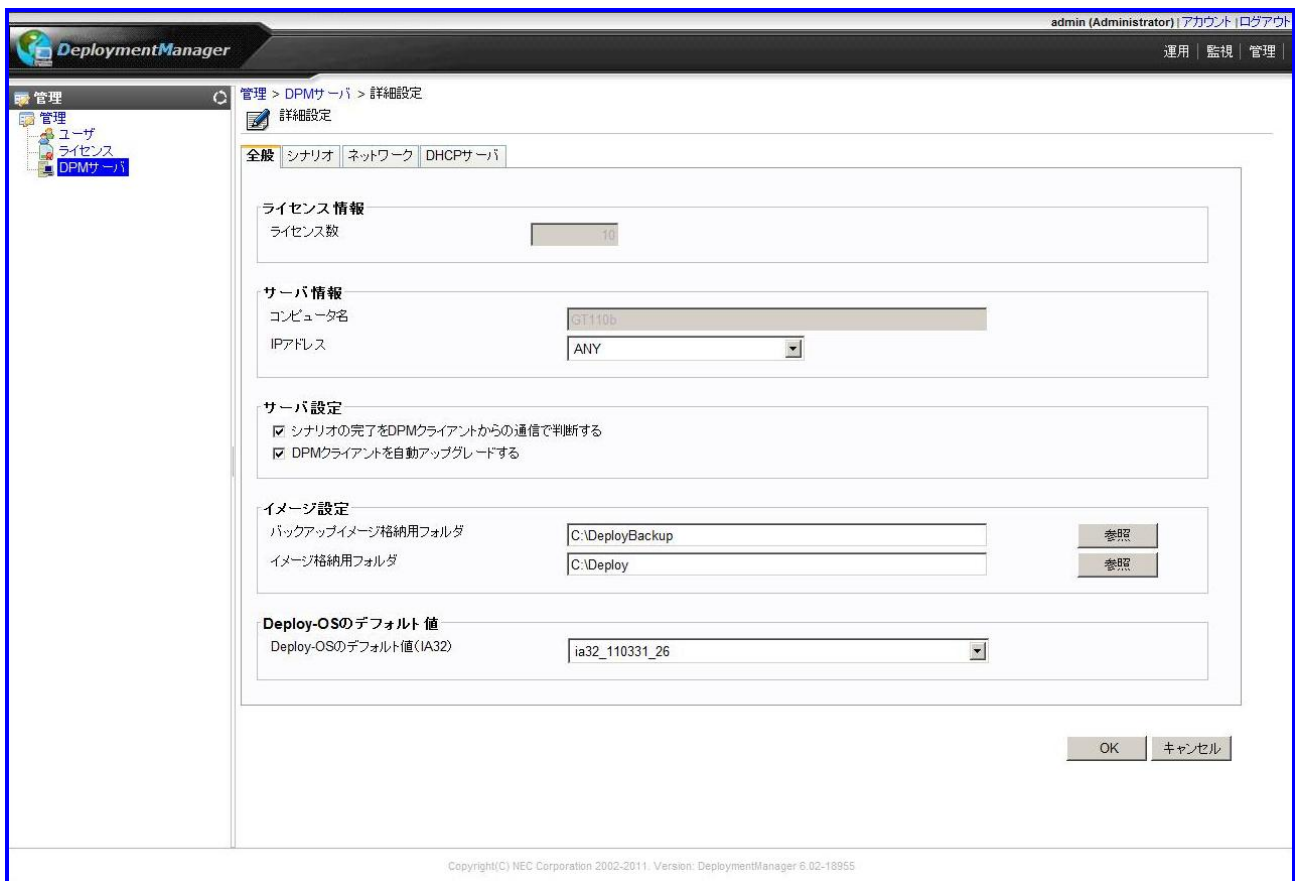 admin (Administrator) | アカウント | ログアウト
DeploymentManager
運用 | 監視 | 管理
管理
管理
ユーザ
ライセンス
DPMサーバ
管理 > DPMサーバ > 詳細設定
詳細設定
全般 シナリオ ネットワーク DHCPサーバ
ライセンス情報
ライセンス数 10
サーバ情報
コンピュータ名 GT110b
IPアドレス ANY
サーバ設定
シナリオの完了をDPMクライアントからの通信で判断する
DPMクライアントを自動アップグレードする
イメージ設定
バックアップイメージ格納用フォルダ C:\DeployBackup 参照
イメージ格納用フォルダ C:\Deploy 参照
Deploy-OSのデフォルト値
Deploy-OSのデフォルト値(IA32) ia32_110331_26
OK キャンセル
Copyright(C) NEC Corporation 2002-2011. Version: DeploymentManager 6.02-18955